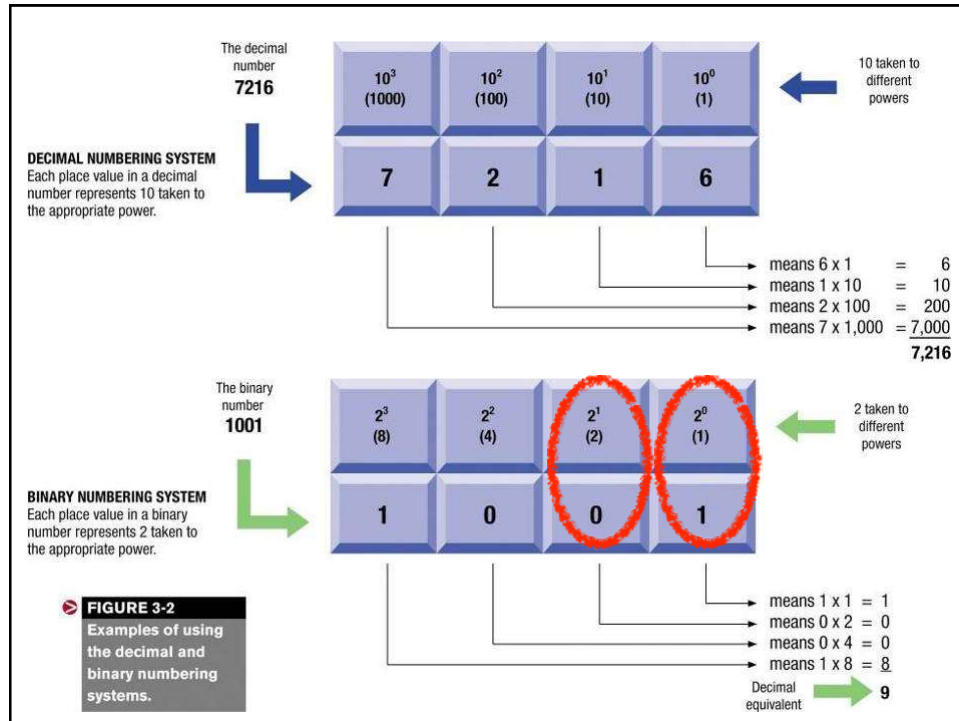 The decimal
number
7216
10³ 10² 10¹ 10⁰
(1000) (100) (10) (1)
10 taken to
different
powers
DECIMAL NUMBERING SYSTEM
Each place value in a decimal
number represents 10 taken to
the appropriate power.
7 2 1 6
means 6 x 1 = 6
means 1 x 10 = 10
means 2 x 100 = 200
means 7 x 1,000 = 7,000
7,216
The binary
number
1001
2³ 2² 2¹ 2⁰
(8) (4) (2) (1)
2 taken to
different
powers
BINARY NUMBERING SYSTEM
Each place value in a binary
number represents 2 taken to
the appropriate power.
1 0 0 1
means 1 x 1 = 1
means 0 x 2 = 0
means 0 x 4 = 0
means 1 x 8 = 8
Decimal
equivalent
9
FIGURE 3-2
Examples of using
the decimal and
binary numbering
systems.